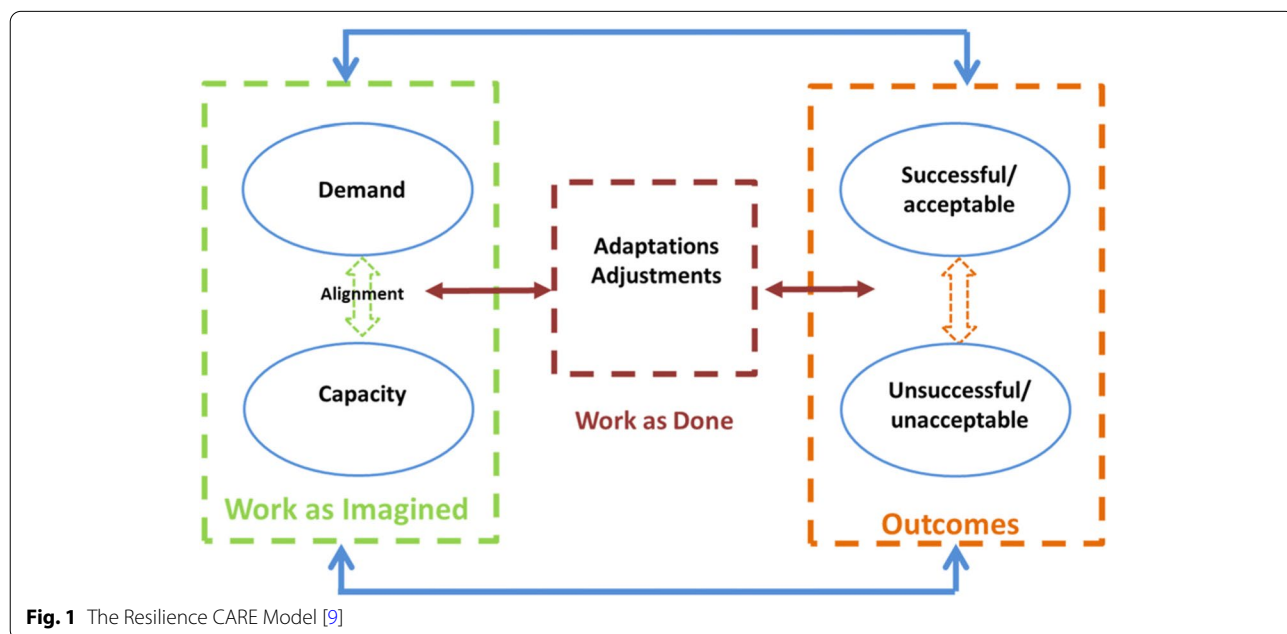 Demand
Alignment
Capacity
Work as Imagined
Adaptations
Adjustments
Work as Done
Successful/
acceptable
Unsuccessful/
unacceptable
Outcomes
Fig. 1 The Resilience CARE Model [9]